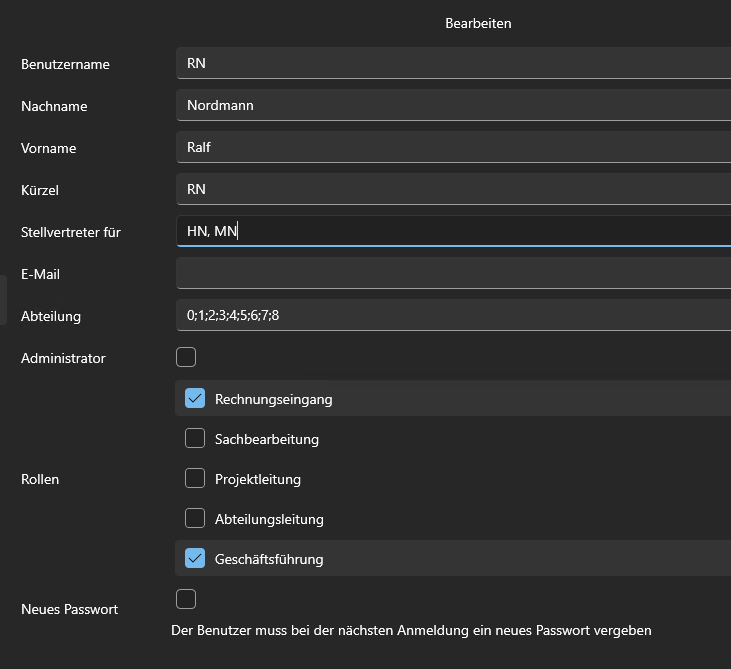 Bearbeiten
Benutzername RN
Nachname Nordmann
Vorname Ralf
Kürzel RN
Stellvertreter für HN, MN
E-Mail
Abteilung 0;1;2;3;4;5;6;7;8
Administrator
Rechnungseingang
Sachbearbeitung
Rollen Projektleitung
Abteilungsleitung
Geschäftsführung
Neues Passwort
Der Benutzer muss bei der nächsten Anmeldung ein neues Passwort vergeben